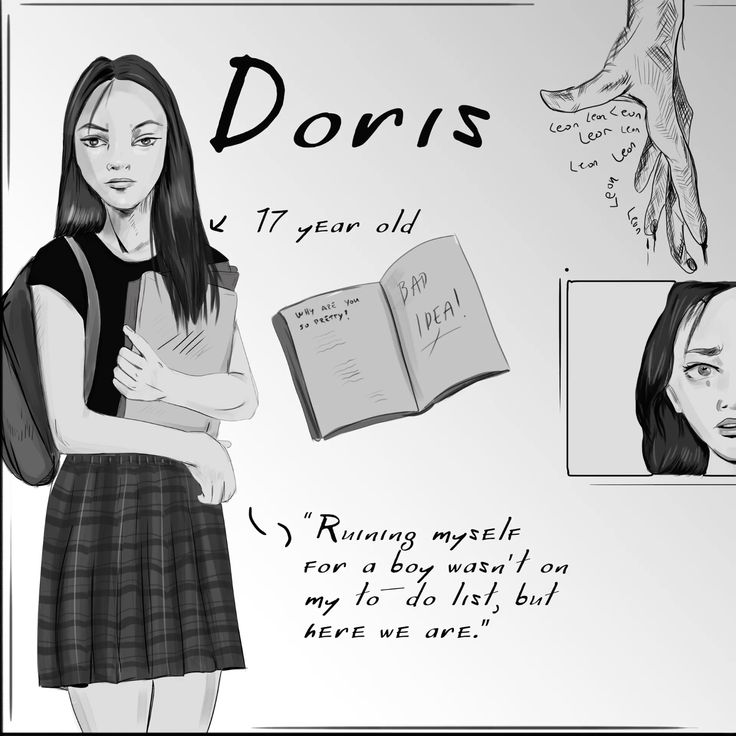 Doris
Leon Leon Leon
Leon Leon
Leon Leon
Leon
Leon
17 year old
WHY ARE YOU
SO PRETTY?
BAD
IDEA!
"Ruining myself
for a boy wasn't on
my to-do list, but
here we are."